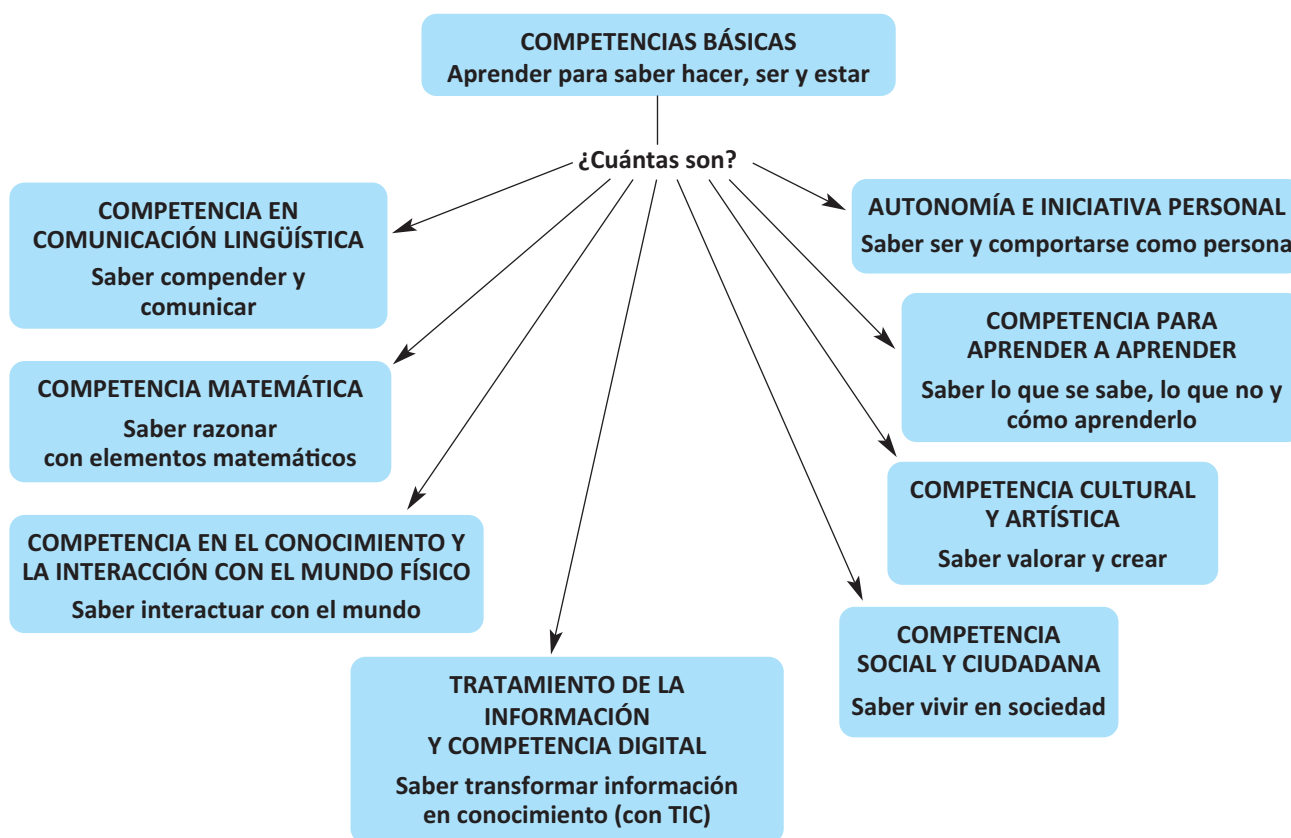 COMPETENCIAS BÁSICAS
Aprender para saber hacer, ser y estar
¿Cuántas son?
COMPETENCIA EN
COMUNICACIÓN LINGÜÍSTICA
Saber compender y
comunicar
COMPETENCIA MATEMÁTICA
Saber razonar
con elementos matemáticos
COMPETENCIA EN EL CONOCIMIENTO Y
LA INTERACCIÓN CON EL MUNDO FÍSICO
Saber interactuar con el mundo
TRATAMIENTO DE LA
INFORMACIÓN
Y COMPETENCIA DIGITAL
Saber transformar información
en conocimiento (con TIC)
COMPETENCIA
SOCIAL Y CIUDADANA
Saber vivir en sociedad
COMPETENCIA CULTURAL
Y ARTÍSTICA
Saber valorar y crear
COMPETENCIA PARA
APRENDER A APRENDER
Saber lo que se sabe, lo que no y
cómo aprenderlo
AUTONOMÍA E INICIATIVA PERSONAL
Saber ser y comportarse como persona